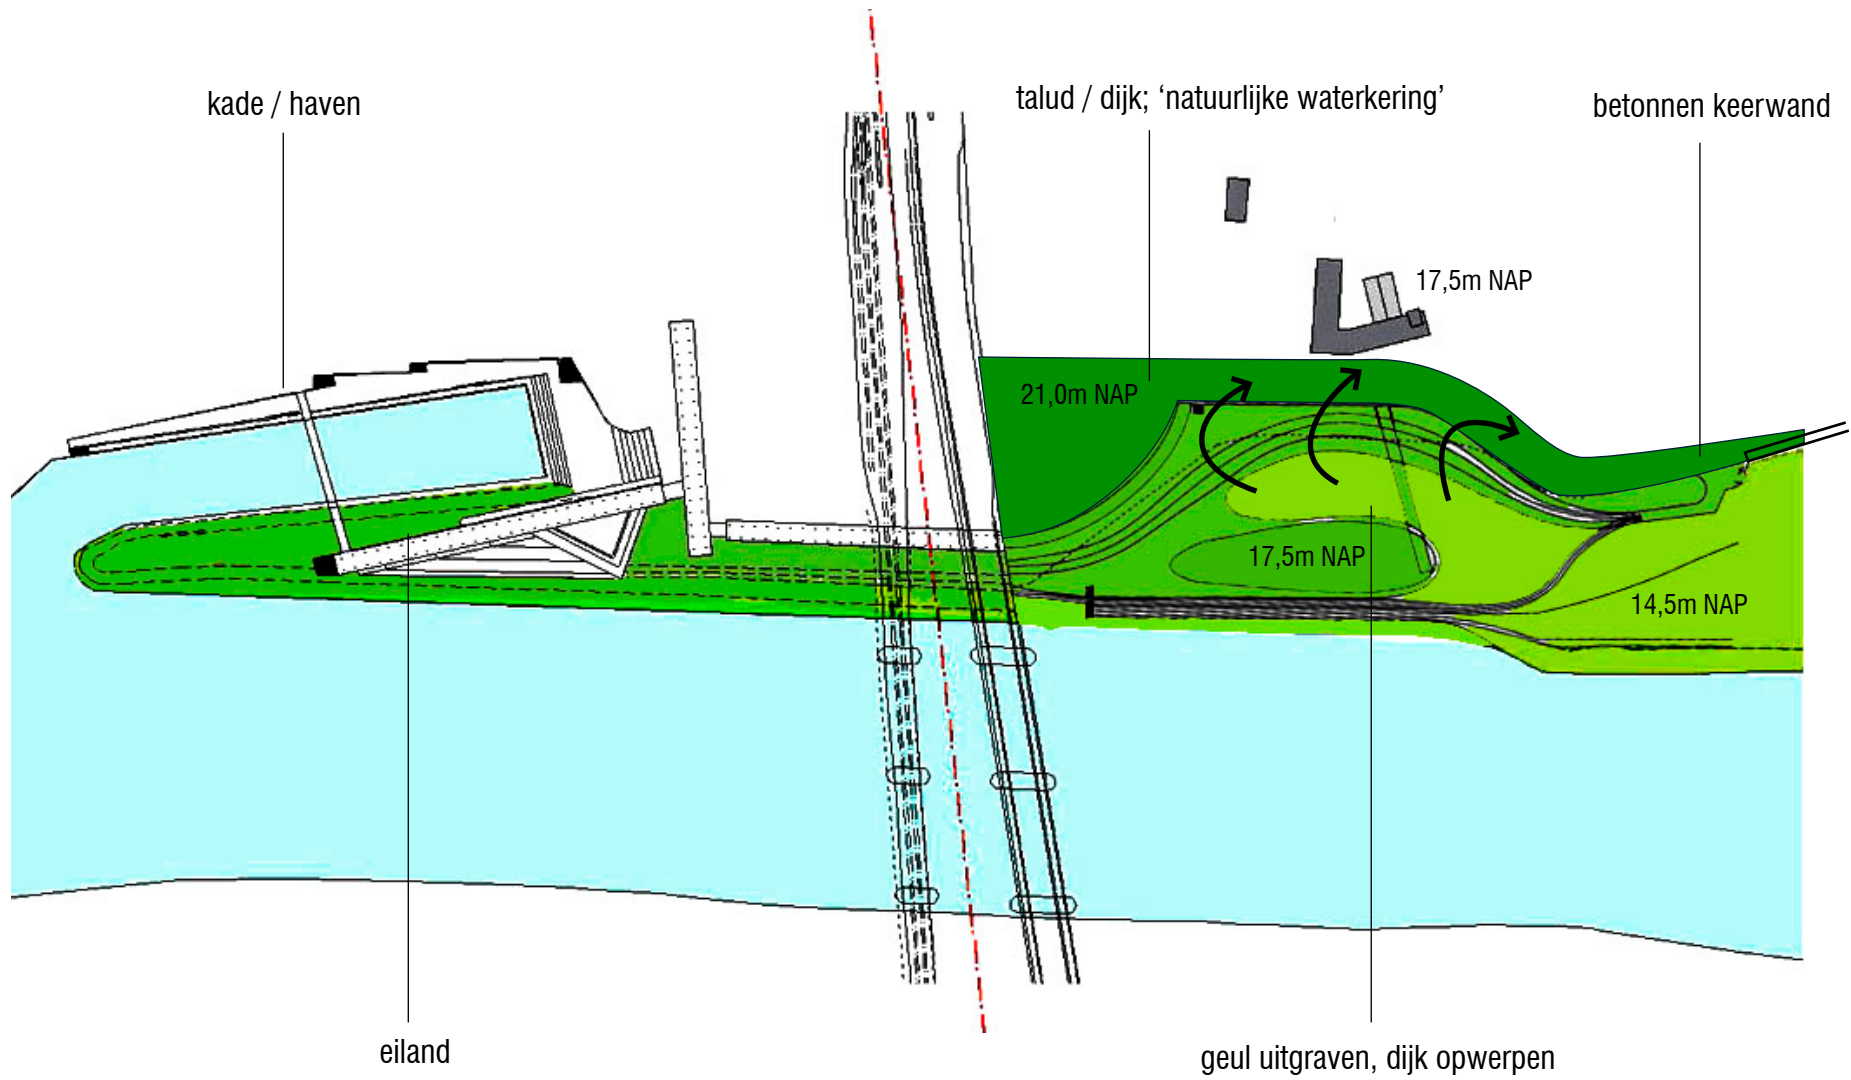 kade / haven
talud / dijk; ‘natuurlijke waterkering’
betonnen keerwand
17,5m NAP
21,0m NAP
17,5m NAP
14,5m NAP
eiland
geul uitgraven, dijk opwerpen